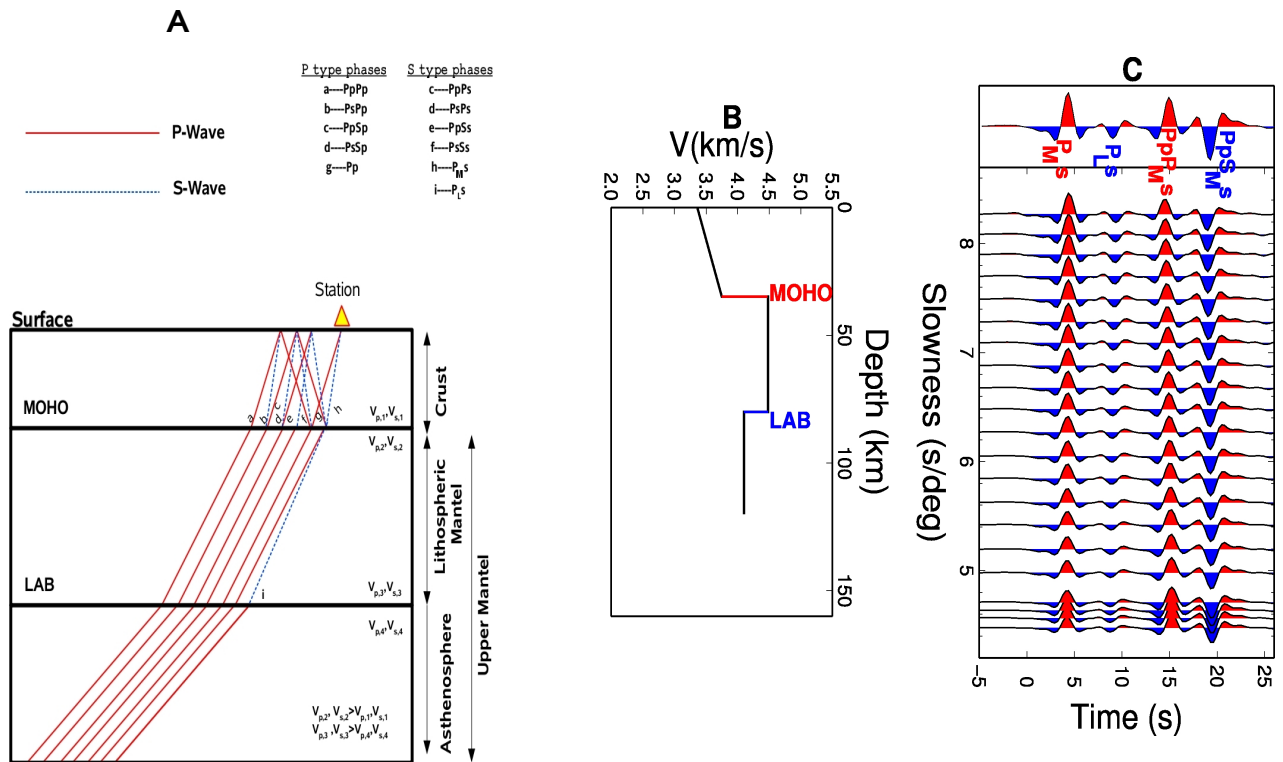 A
P type phases
S type phases
a----PpPp
c----PpPs
b----PsPp
d----PsPs
c----PpSp
e----PpSs
d----PsSp
f----PsSs
g----Pp
h----PMs
i----PLs
P-Wave
S-Wave
Station
Surface
a b c d e f g h
MOHO
Vp,1,Vs,1
Crust
Vp,2,Vs,2
Lithospheric
Mantel
LAB
Vp,3,Vs,3
i
Vp,4,Vs,4
Upper Mantel
Asthenosphere
Vp,2, Vs,2>Vp,1,Vs,1
Vp,3 ,Vs,3>Vp,4,Vs,4
B
V(km/s)
2.0 2.5 3.0 3.5 4.0 4.5 5.0 5.5
0
MOHO
50
LAB
100
150
Depth (km)
C
PMs
PLs
PpPMs
PpSMs
8
7
6
5
Slowness (s/deg)
-5 0 5 10 15 20 25
Time (s)